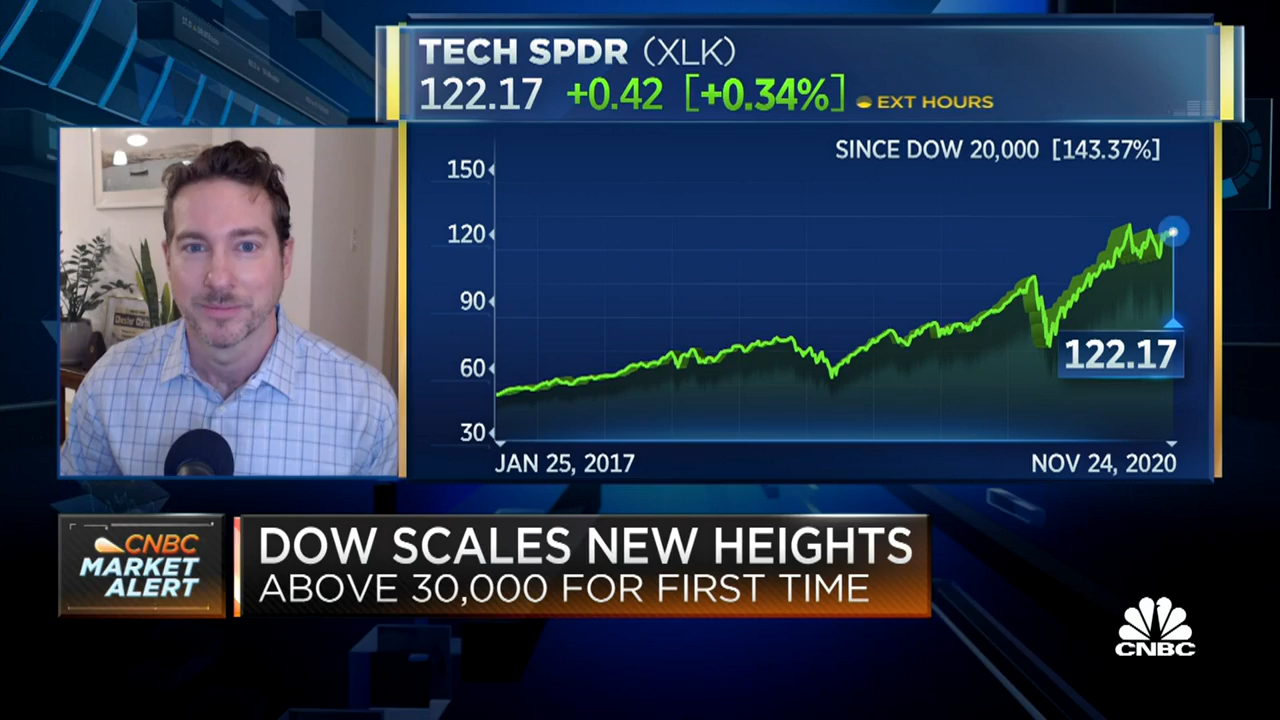 TECH SPDR (XLK)
122.17 +0.42 [+0.34%] EXT HOURS
SINCE DOW 20,000 [143.37%]
150
120
90
60
30
122.17
JAN 25, 2017 NOV 24, 2020
CNBC
MARKET
ALERT
DOW SCALES NEW HEIGHTS
ABOVE 30,000 FOR FIRST TIME
CNBC